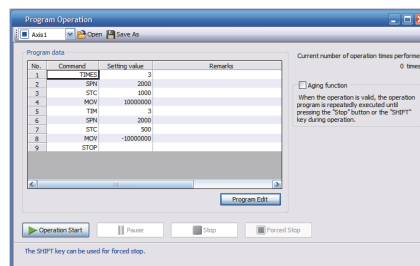 Program Operation
Axis1 Open Save As
Program data
No. Command Setting value Remarks
1 TIMES 3
2 SPN 2000
3 STC 1000
4 MOV 10000000
5 TIM 3
6 SPN 2000
7 STC 500
8 MOV -10000000
9 STOP
Program Edit
Current number of operation times performe
0 times
Aging function
When the operation is valid, the operation
program is repeatedly executed until
pressing the "Stop" button or the "SHIFT"
key during operation.
Operation Start Pause Stop Forced Stop
The SHIFT key can be used for forced stop.